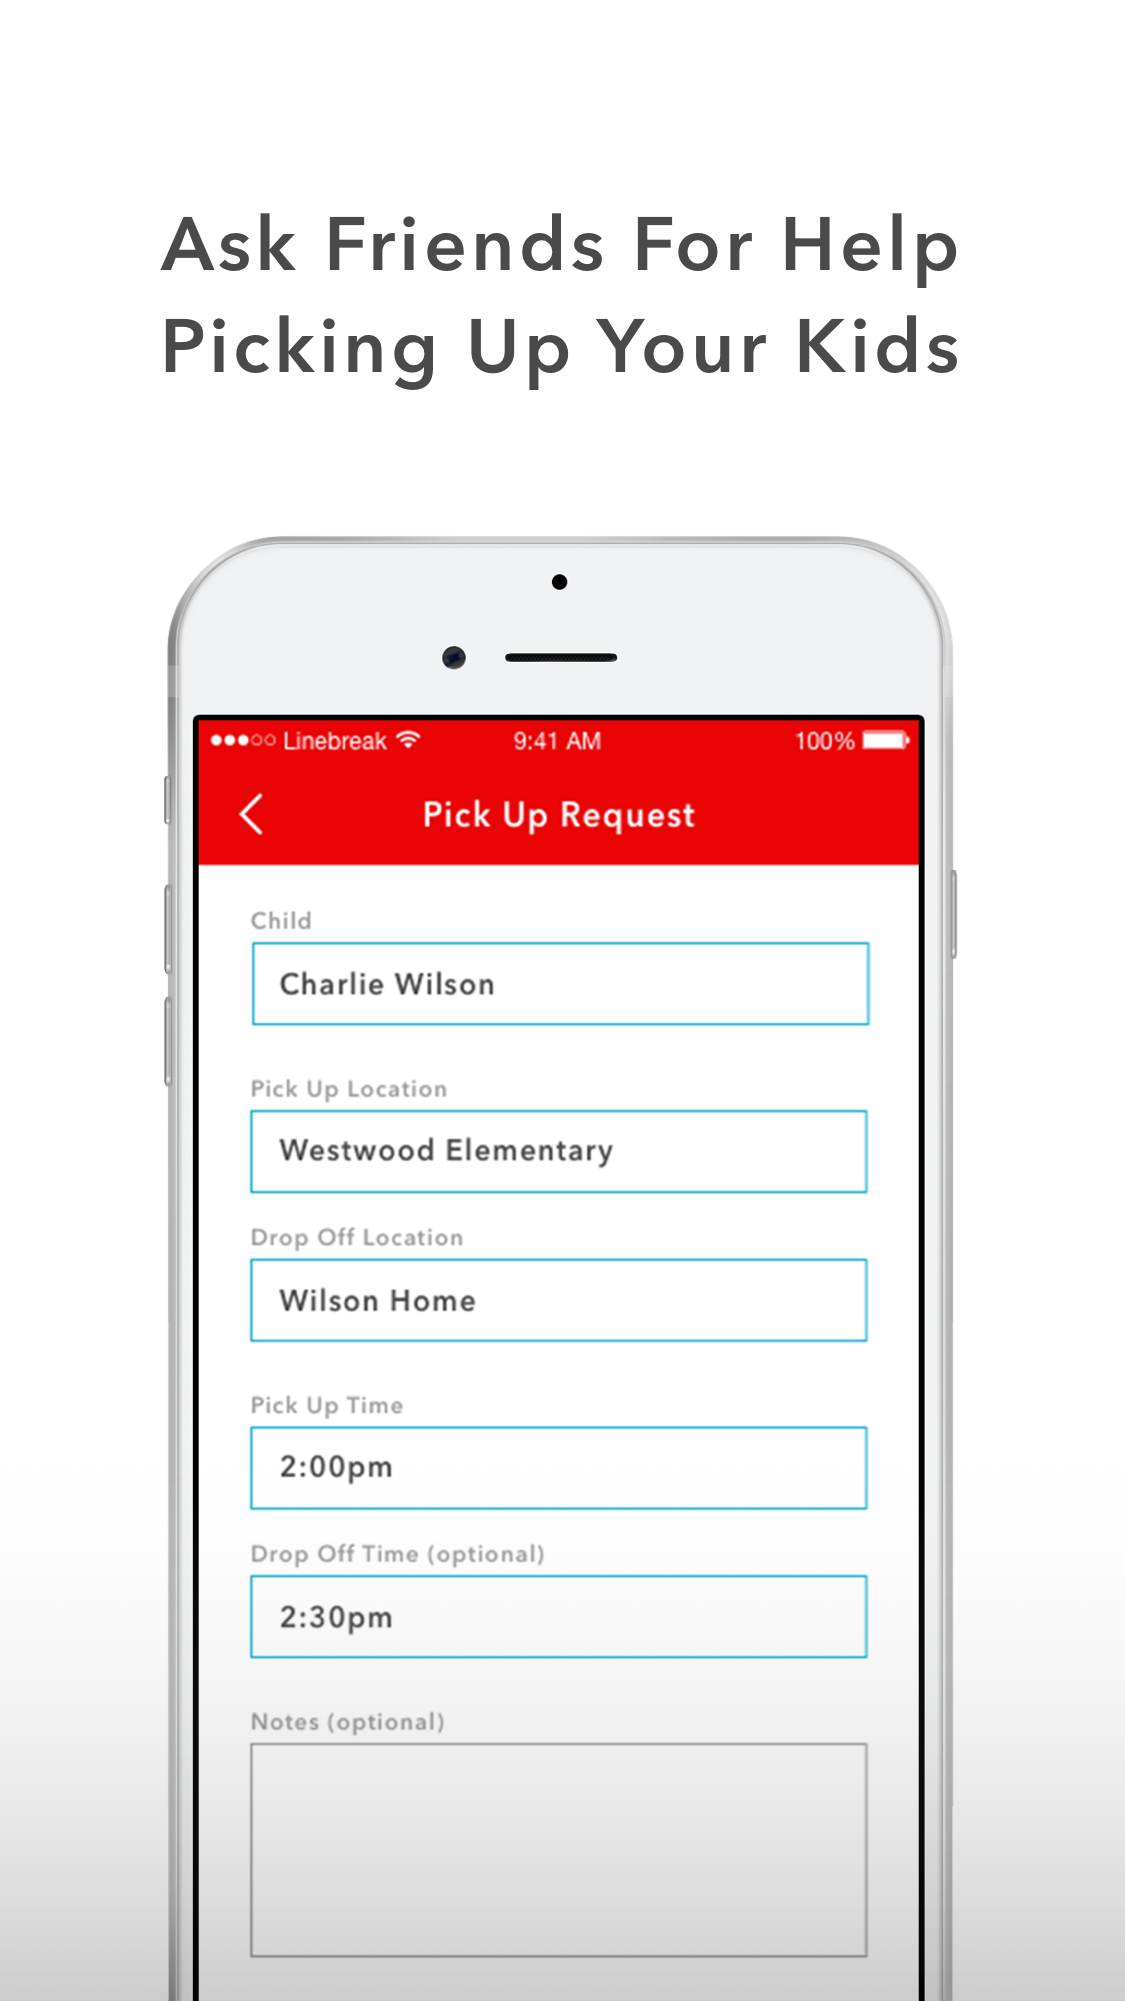 Ask Friends For Help
Picking Up Your Kids
Linebreak 9:41 AM 100%
Pick Up Request
Child
Charlie Wilson
Pick Up Location
Westwood Elementary
Drop Off Location
Wilson Home
Pick Up Time
2:00pm
Drop Off Time (optional)
2:30pm
Notes (optional)